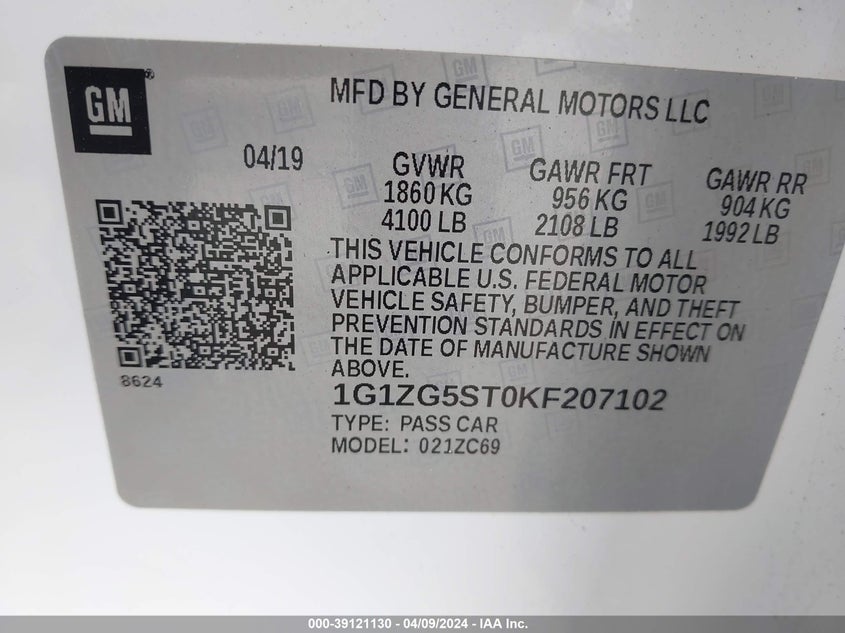 GM®
MFD BY GENERAL MOTORS LLC
04/19
GVWR
1860 KG
4100 LB
GAWR FRT
956 KG
2108 LB
GAWR RR
904 KG
1992 LB
THIS VEHICLE CONFORMS TO ALL
APPLICABLE U.S. FEDERAL MOTOR
VEHICLE SAFETY, BUMPER, AND THEFT
PREVENTION STANDARDS IN EFFECT ON
THE DATE OF MANUFACTURE SHOWN
ABOVE.
8624
1G1ZG5ST0KF207102
TYPE: PASS CAR
MODEL: 021ZC69
000-39121130 - 04/09/2024 - IAAI.COM